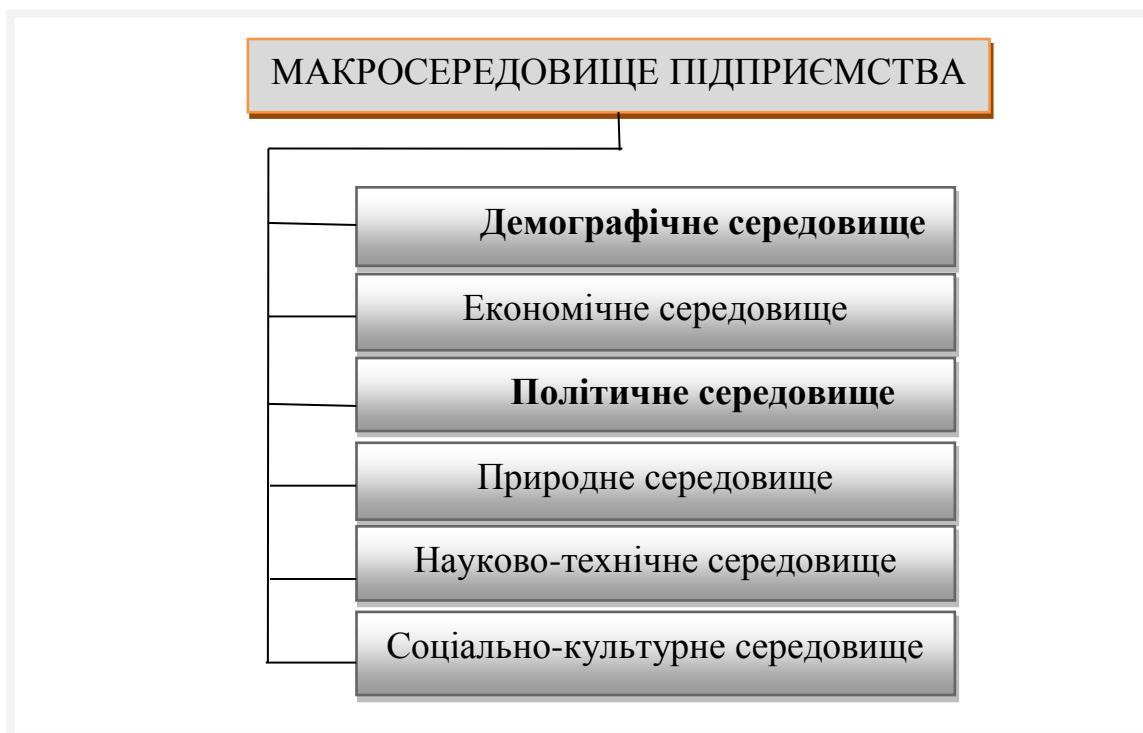 МАКРОСЕРЕДОВИЩЕ ПІДПРИЄМСТВА
Демографічне середовище
Економічне середовище
Політичне середовище
Природне середовище
Науково-технічне середовище
Соціально-культурне середовище